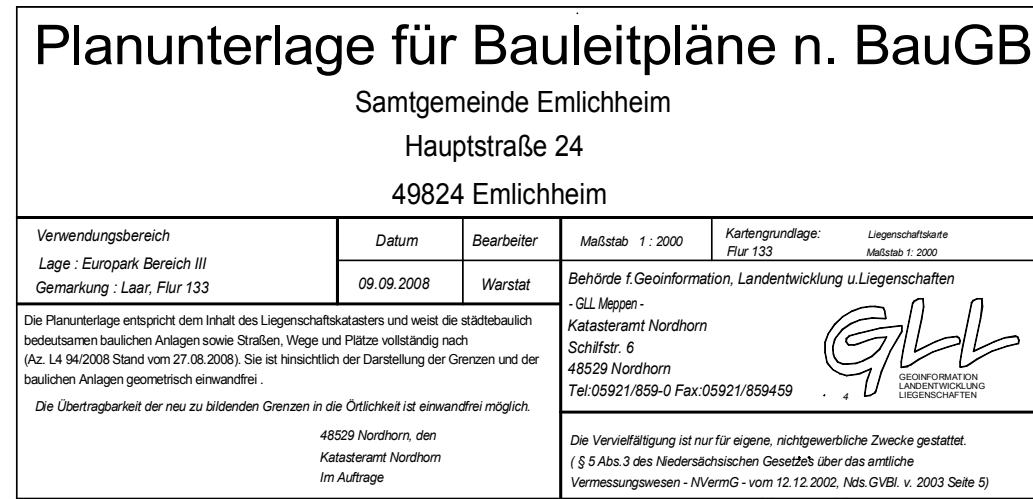 Planunterlage für Bauleitpläne n. BauGB
Samtgemeinde Emlichheim
Hauptstraße 24
49824 Emlichheim
Verwendungsbereich
Lage : Europark Bereich III
Gemarkung : Laar, Flur 133
Datum
09.09.2008
Bearbeiter
Warstat
Maßstab 1 : 2000
Kartengrundlage:
Flur 133
Liegenschaftskarte
Maßstab 1: 2000
Die Planunterlage entspricht dem Inhalt des Liegenschaftskatasters und weist die städtebaulich
bedeutsamen baulichen Anlagen sowie Straßen, Wege und Plätze vollständig nach
(Az. L4 94/2008 Stand vom 27.08.2008). Sie ist hinsichtlich der Darstellung der Grenzen und der
baulichen Anlagen geometrisch einwandfrei .
Die Übertragbarkeit der neu zu bildenden Grenzen in die Örtlichkeit ist einwandfrei möglich.
48529 Nordhorn, den
Katasteramt Nordhorn
Im Auftrage
Behörde f.Geoinformation, Landentwicklung u.Liegenschaften
- GLL Meppen -
Katasteramt Nordhorn
Schilfstr. 6
48529 Nordhorn
Tel:05921/859-0 Fax:05921/859459
4
GLL
GEOINFORMATION
LANDENTWICKLUNG
LIEGENSCHAFTEN
Die Vervielfältigung ist nur für eigene, nichtgewerbliche Zwecke gestattet.
( § 5 Abs.3 des Niedersächsischen Gesetzes über das amtliche
Vermessungswesen - NVermG - vom 12.12.2002, Nds.GVBl. v. 2003 Seite 5)